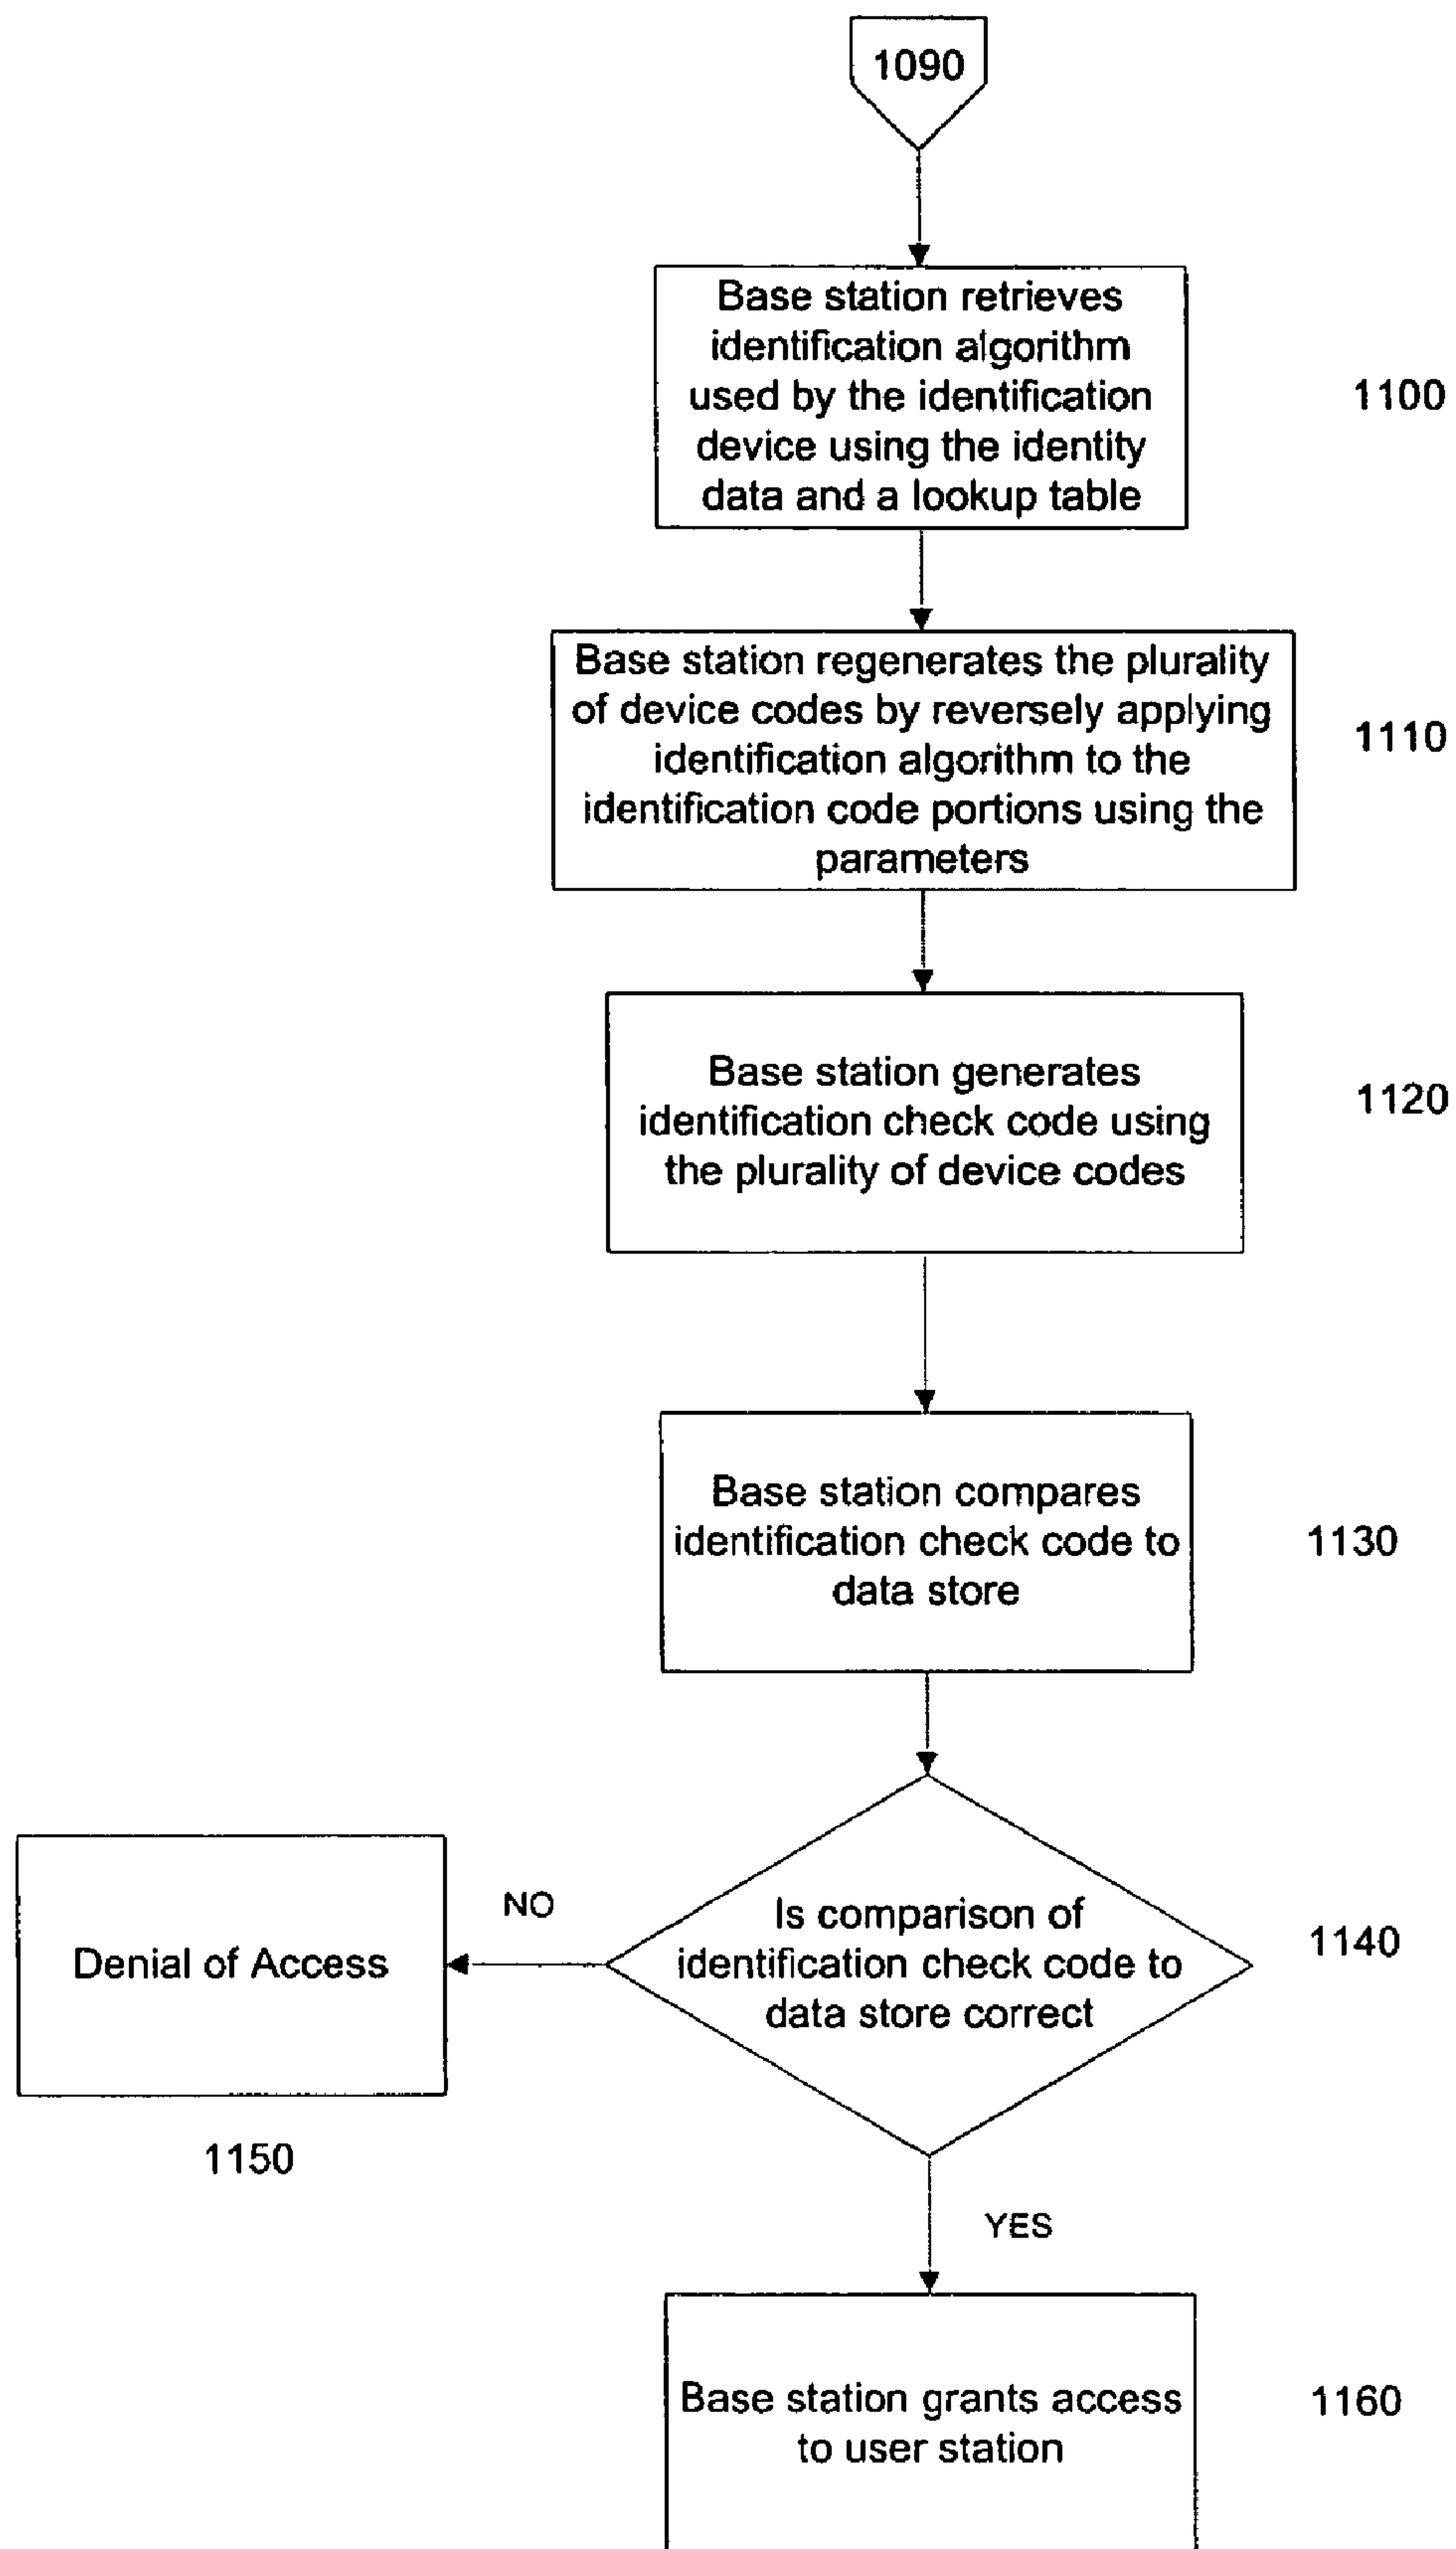 1090
Base station retrieves
identification algorithm
used by the identification
device using the identity
data and a lookup table
1100
Base station regenerates the plurality
of device codes by reversely applying
identification algorithm to the
identification code portions using the
parameters
1110
Base station generates
identification check code using
the plurality of device codes
1120
Base station compares
identification check code to
data store
1130
Is comparison of
identification check code to
data store correct
1140
NO
Denial of Access
1150
YES
Base station grants access
to user station
1160